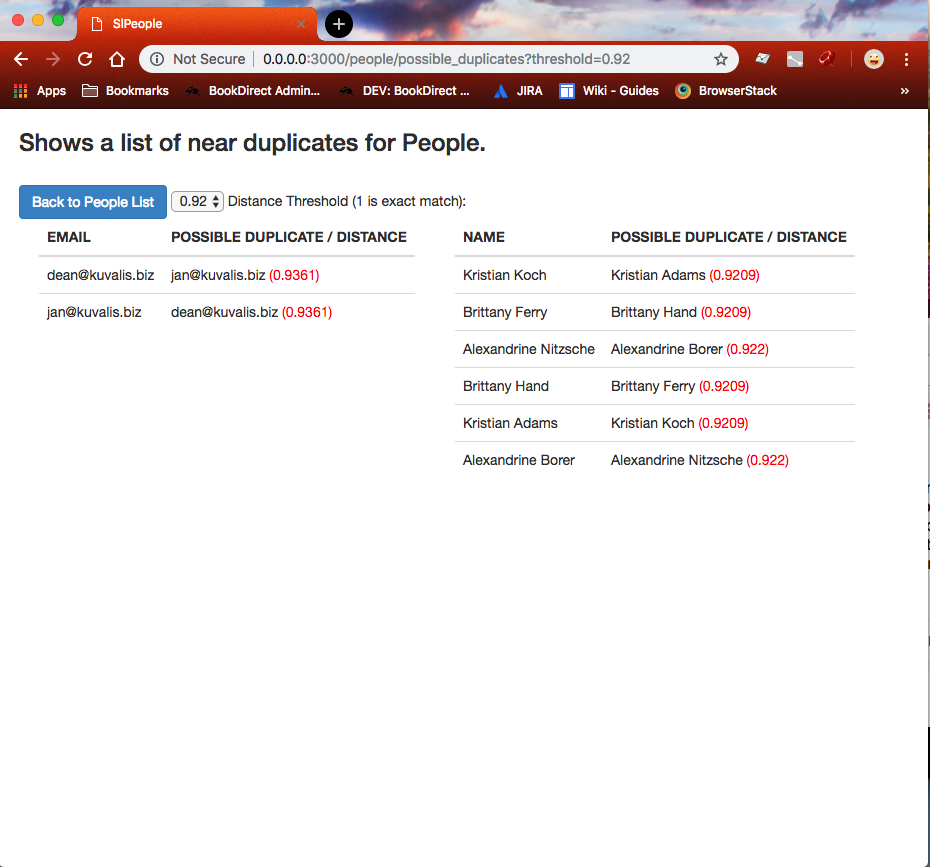 SIPeople
Not Secure 0.0.0.0:3000/people/possible_duplicates?threshold=0.92
Apps Bookmarks BookDirect Admin... DEV: BookDirect ... JIRA Wiki - Guides BrowserStack »
Shows a list of near duplicates for People.
Back to People List 0.92 Distance Threshold (1 is exact match):
EMAIL POSSIBLE DUPLICATE / DISTANCE
dean@kuvalis.biz jan@kuvalis.biz (0.9361)
jan@kuvalis.biz dean@kuvalis.biz (0.9361)
NAME POSSIBLE DUPLICATE / DISTANCE
Kristian Koch Kristian Adams (0.9209)
Brittany Ferry Brittany Hand (0.9209)
Alexandrine Nitzsche Alexandrine Borer (0.922)
Brittany Hand Brittany Ferry (0.9209)
Kristian Adams Kristian Koch (0.9209)
Alexandrine Borer Alexandrine Nitzsche (0.922)